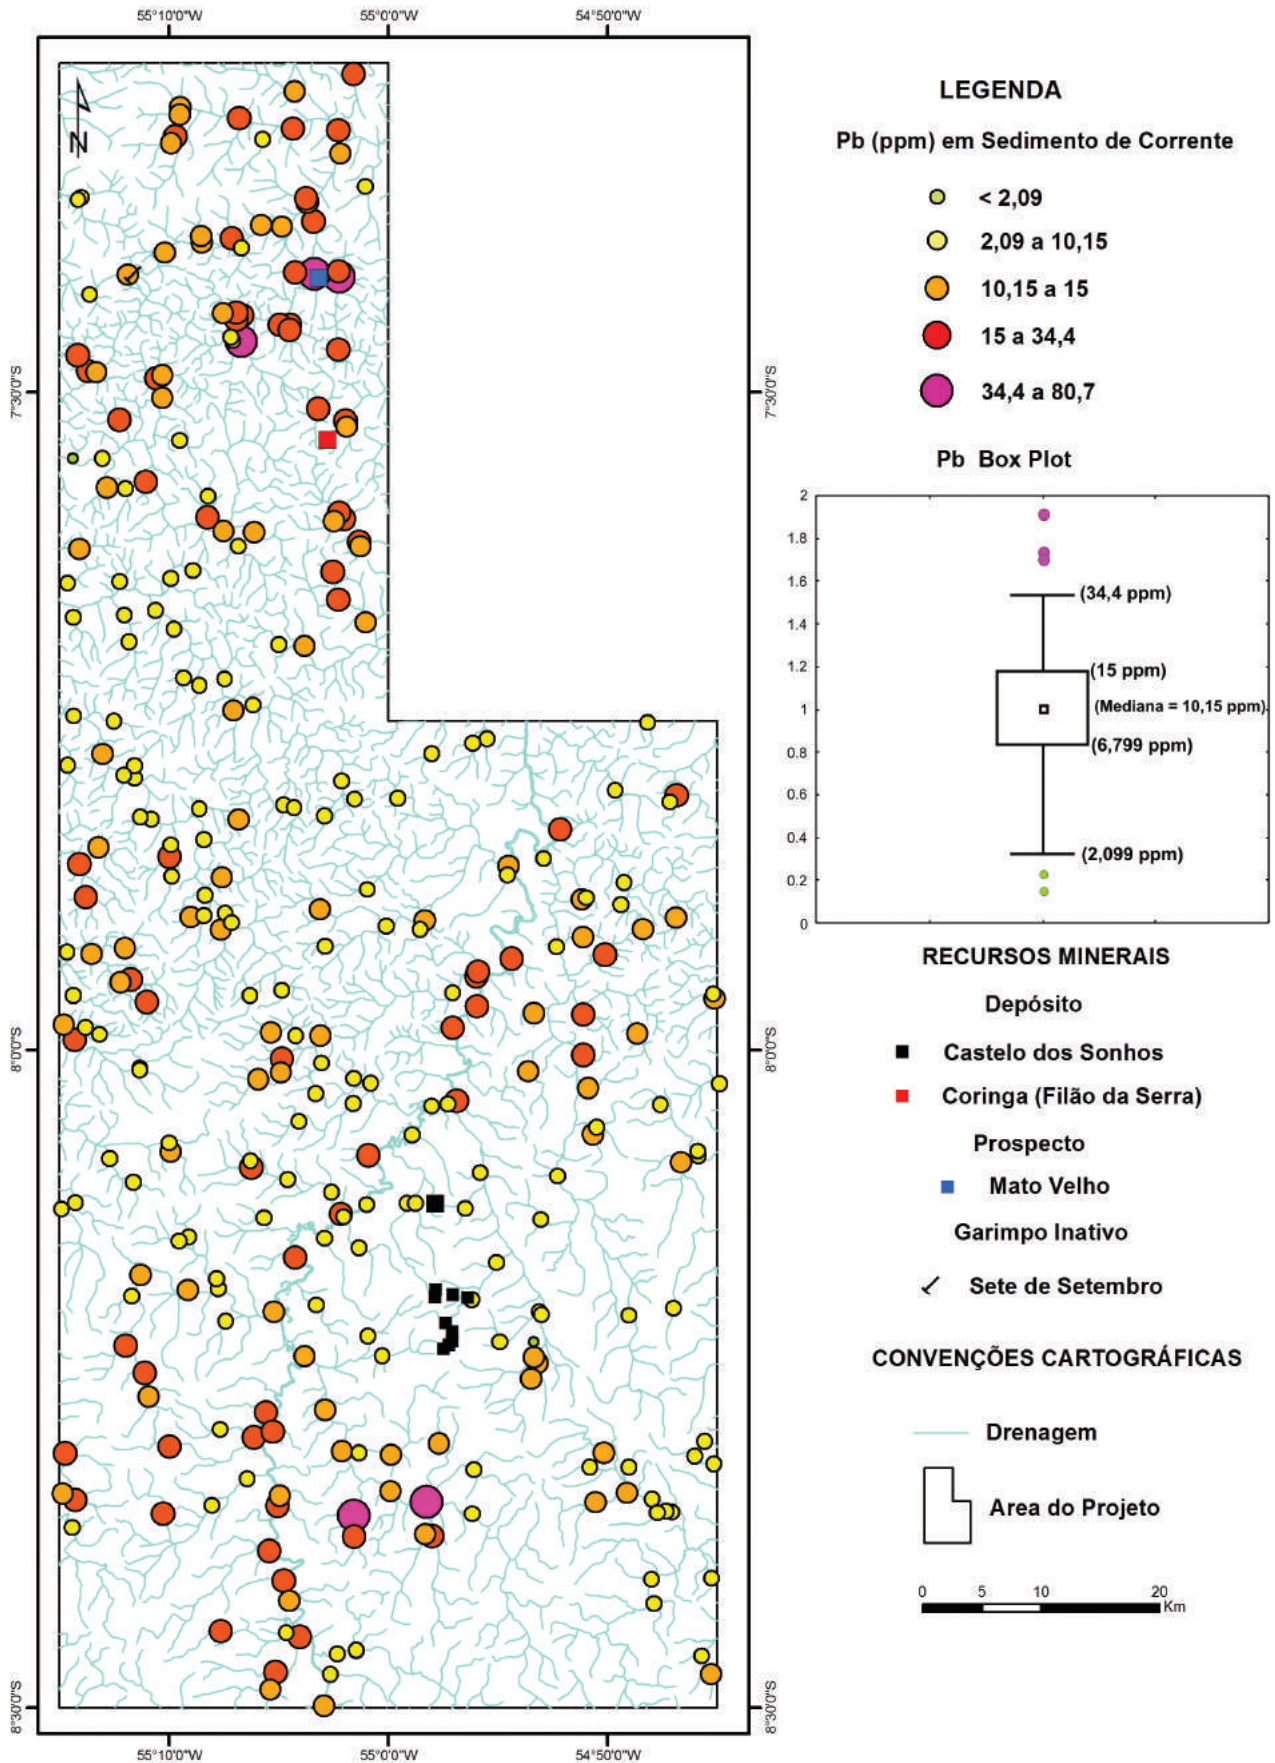 55°10'0"W
55°0'0"W
54°50'0"W
N
7°30'0"S
7°30'0"S
8°0'0"S
8°0'0"S
8°30'0"S
8°30'0"S
55°10'0"W
55°0'0"W
54°50'0"W
LEGENDA
Pb (ppm) em Sedimento de Corrente
< 2,09
2,09 a 10,15
10,15 a 15
15 a 34,4
34,4 a 80,7
Pb Box Plot
2
1.8
1.6
1.4
1.2
1
0.8
0.6
0.4
0.2
0
(34,4 ppm)
(15 ppm)
(Mediana = 10,15 ppm)
(6,799 ppm)
(2,099 ppm)
RECURSOS MINERAIS
Depósito
Castelo dos Sonhos
Coringa (Filão da Serra)
Prospecto
Mato Velho
Garimpo Inativo
Sete de Setembro
CONVENÇÕES CARTOGRÁFICAS
Drenagem
Area do Projeto
0 5 10 20
Km